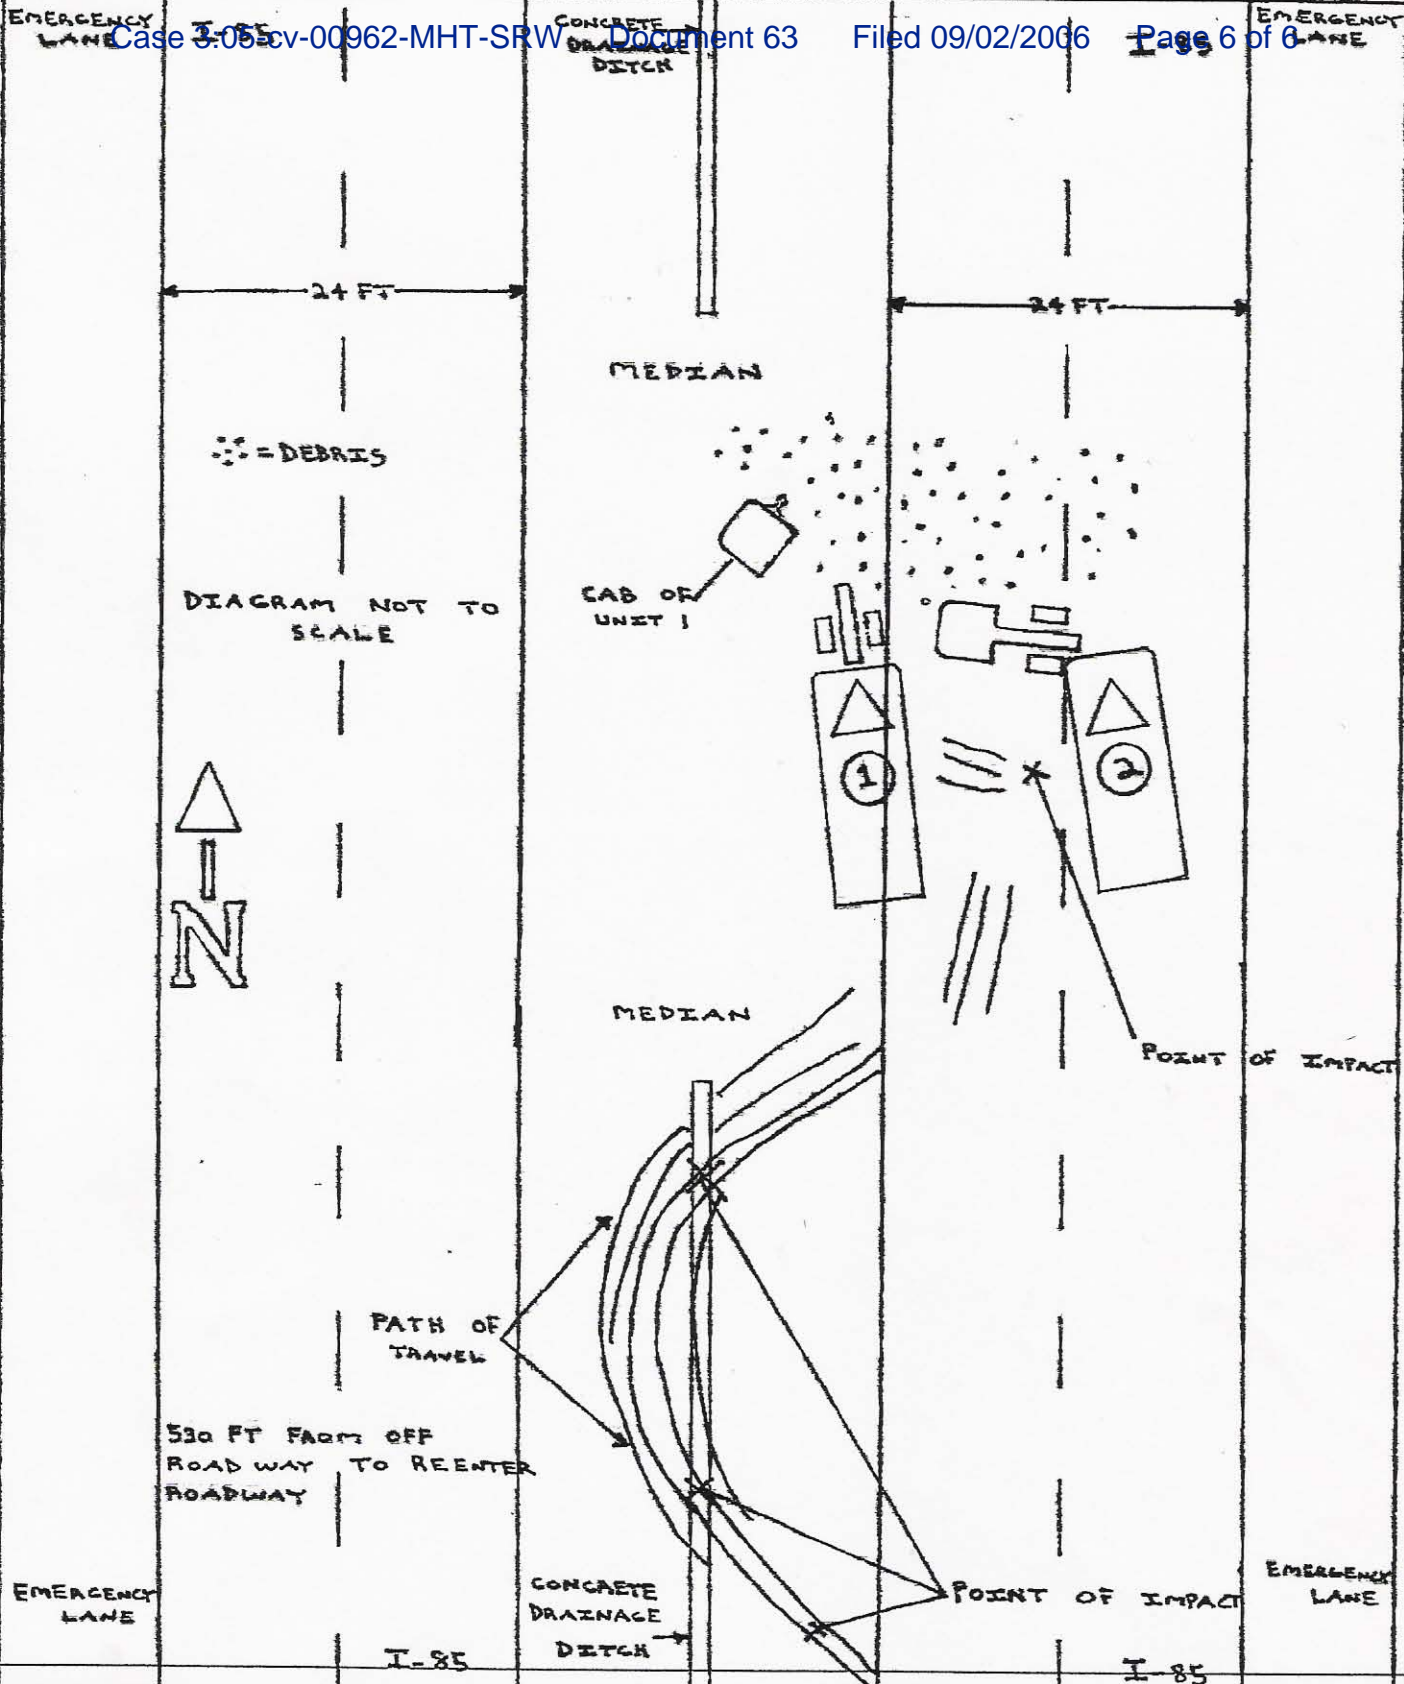 Case 3:05-cv-00962-MHT-SRW Document 63 Filed 09/02/2006 Page 6 of 6
EMERGENCY
LANE
I-85
CONCRETE
DRAINAGE
DITCH
I-85
EMERGENCY
LANE
24 FT
24 FT
MEDIAN
= DEBRIS
DIAGRAM NOT TO
SCALE
CAB OF
UNIT 1
1
2
N
MEDIAN
POINT OF IMPACT
PATH OF
TRAVEL
530 FT FROM OFF
ROAD WAY TO REENTER
ROADWAY
EMERGENCY
LANE
CONCRETE
DRAINAGE
DITCH
POINT OF IMPACT
EMERGENCY
LANE
I-85
I-85